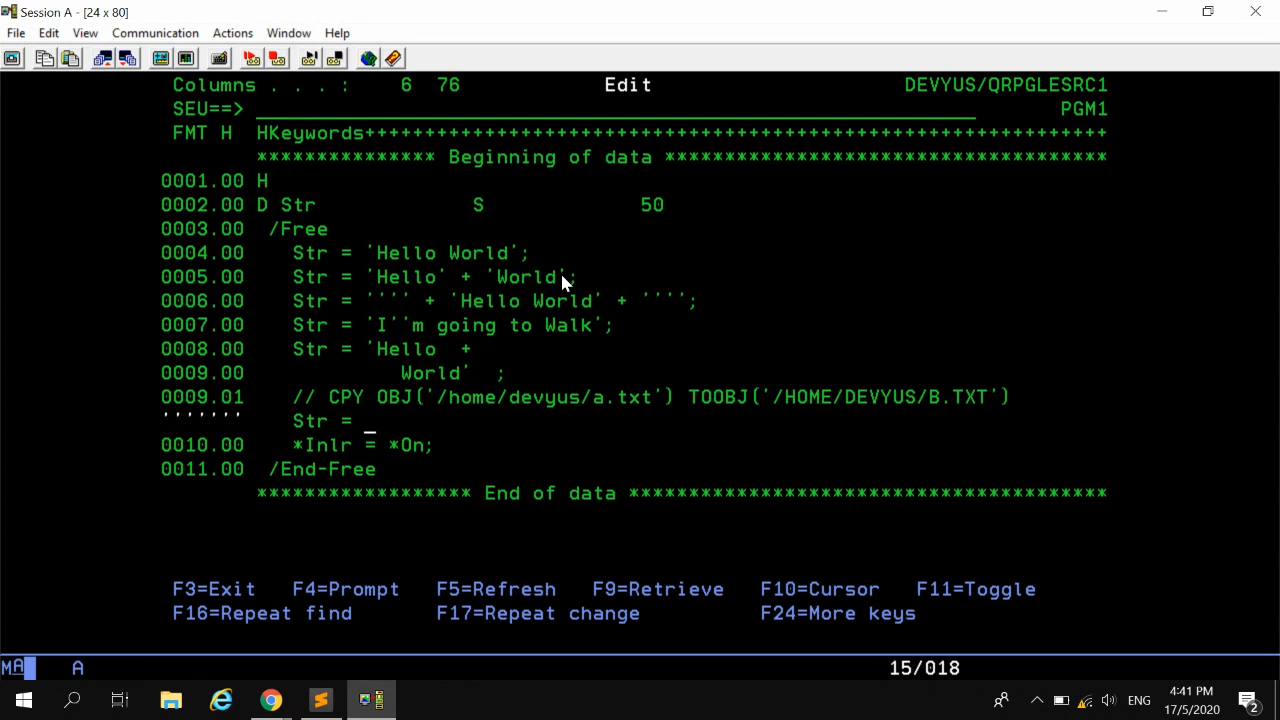 Session A - [24 x 80]
File Edit View Communication Actions Window Help
Columns . . . : 6 76 Edit DEVYUS/QRPGLESRC1
SEU==> PGM1
FMT H HKeywords++++++++++++++++++++++++++++++++++++++++++++++++++++++++++++++
*************** Beginning of data *************************************
0001.00 H
0002.00 D Str S 50
0003.00 /Free
0004.00 Str = 'Hello World';
0005.00 Str = 'Hello' + 'World';
0006.00 Str = '''' + 'Hello World' + '''';
0007.00 Str = 'I''m going to Walk';
0008.00 Str = 'Hello +
0009.00 World' ;
0009.01 // CPY OBJ('/home/devyus/a.txt') TOOBJ('/HOME/DEVYUS/B.TXT')
''''''' Str = _
0010.00 *Inlr = *On;
0011.00 /End-Free
****************** End of data ****************************************
F3=Exit F4=Prompt F5=Refresh F9=Retrieve F10=Cursor F11=Toggle
F16=Repeat find F17=Repeat change F24=More keys
MA A 15/018
ENG 4:41 PM
17/5/2020 2